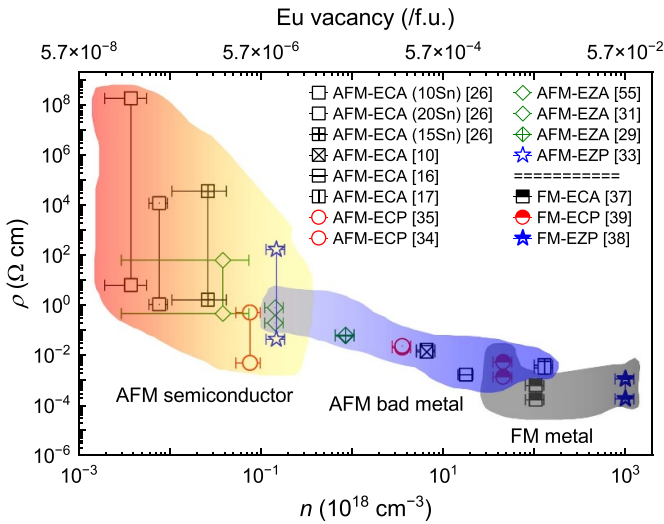 Eu vacancy (/f.u.)
5.7×10⁻⁸ 5.7×10⁻⁶ 5.7×10⁻⁴ 5.7×10⁻²
10⁸
10⁶
10⁴
10²
10⁰
10⁻²
10⁻⁴
10⁻⁶
ρ (Ω cm)
AFM-ECA (10Sn) [26]
AFM-ECA (20Sn) [26]
AFM-ECA (15Sn) [26]
AFM-ECA [10]
AFM-ECA [16]
AFM-ECA [17]
AFM-ECP [35]
AFM-ECP [34]
AFM-EZA [55]
AFM-EZA [31]
AFM-EZA [29]
AFM-EZP [33]
===========
FM-ECA [37]
FM-ECP [39]
FM-EZP [38]
AFM semiconductor
AFM bad metal
FM metal
10⁻³ 10⁻¹ 10¹ 10³
n (10¹⁸ cm⁻³)